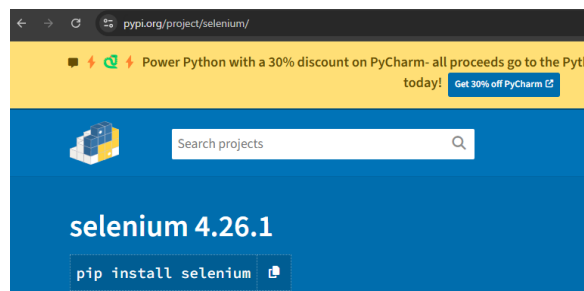 pypi.org/project/selenium/
Power Python with a 30% discount on PyCharm- all proceeds go to the
today! Get 30% off PyCharm
Search projects
selenium 4.26.1
pip install selenium